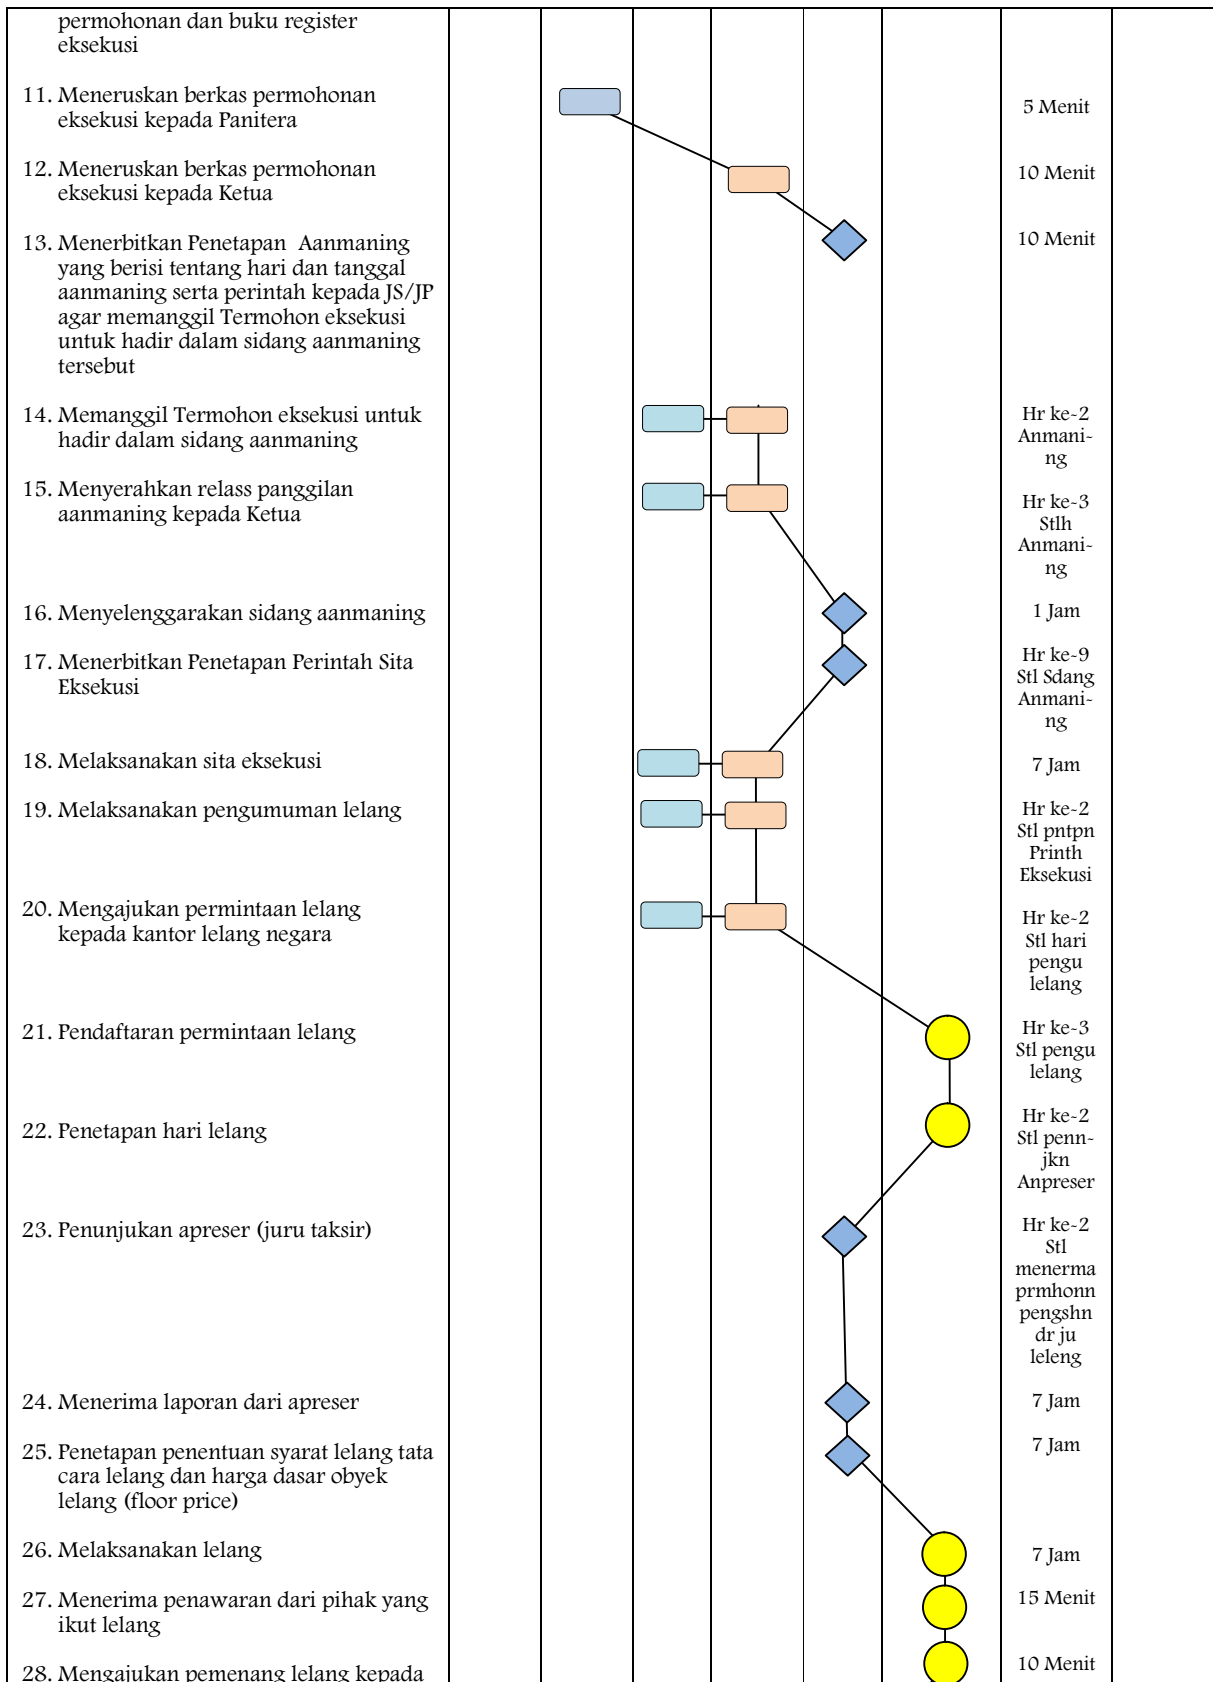 permohonan dan buku register
eksekusi
11. Meneruskan berkas permohonan
eksekusi kepada Panitera
5 Menit
12. Meneruskan berkas permohonan
eksekusi kepada Ketua
10 Menit
13. Menerbitkan Penetapan Aanmaning
yang berisi tentang hari dan tanggal
aanmaning serta perintah kepada JS/JP
agar memanggil Termohon eksekusi
untuk hadir dalam sidang aanmaning
tersebut
10 Menit
14. Memanggil Termohon eksekusi untuk
hadir dalam sidang aanmaning
Hr ke-2
Anmani-
ng
15. Menyerahkan relass panggilan
aanmaning kepada Ketua
Hr ke-3
Stlh
Anmani-
ng
16. Menyelenggarakan sidang aanmaning
1 Jam
17. Menerbitkan Penetapan Perintah Sita
Eksekusi
Hr ke-9
Stl Sdang
Anmani-
ng
18. Melaksanakan sita eksekusi
7 Jam
19. Melaksanakan pengumuman lelang
Hr ke-2
Stl pntpn
Printh
Eksekusi
20. Mengajukan permintaan lelang
kepada kantor lelang negara
Hr ke-2
Stl hari
pengu
lelang
21. Pendaftaran permintaan lelang
Hr ke-3
Stl pengu
lelang
22. Penetapan hari lelang
Hr ke-2
Stl penn-
jkn
Anpreser
23. Penunjukan apreser (juru taksir)
Hr ke-2
Stl
menerma
prmhonn
pengshn
dr ju
leleng
24. Menerima laporan dari apreser
7 Jam
25. Penetapan penentuan syarat lelang tata
cara lelang dan harga dasar obyek
lelang (floor price)
7 Jam
26. Melaksanakan lelang
7 Jam
27. Menerima penawaran dari pihak yang
ikut lelang
15 Menit
28. Mengajukan pemenang lelang kepada
10 Menit